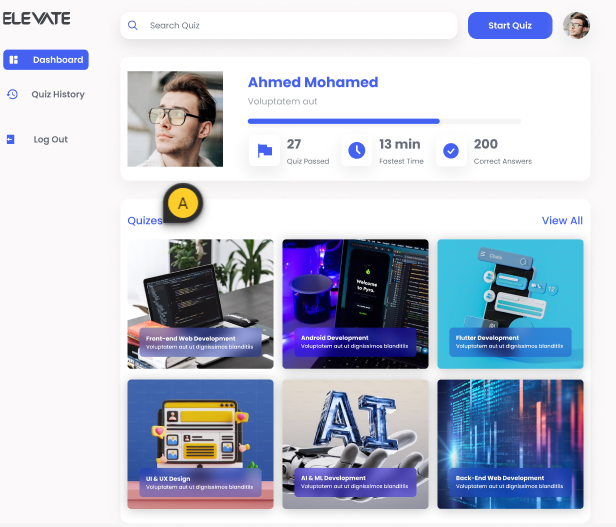 ELEVATE
Search Quiz
Start Quiz
Dashboard
Quiz History
Log Out
Ahmed Mohamed
Voluptatem aut
27
Quiz Passed
13 min
Fastest Time
200
Correct Answers
A
Quizes
View All
Front-end Web Development
Voluptatem aut ut dignissimos blanditiis
Welcome
to Pyro.
Android Development
Voluptatem aut ut dignissimos blanditiis
Chats
12
AI
Flutter Development
Voluptatem aut ut dignissimos blanditiis
UI & UX Design
Voluptatem aut ut dignissimos blanditiis
AI
AI & ML Development
Voluptatem aut ut dignissimos blanditiis
Back-End Web Development
Voluptatem aut ut dignissimos blanditiis